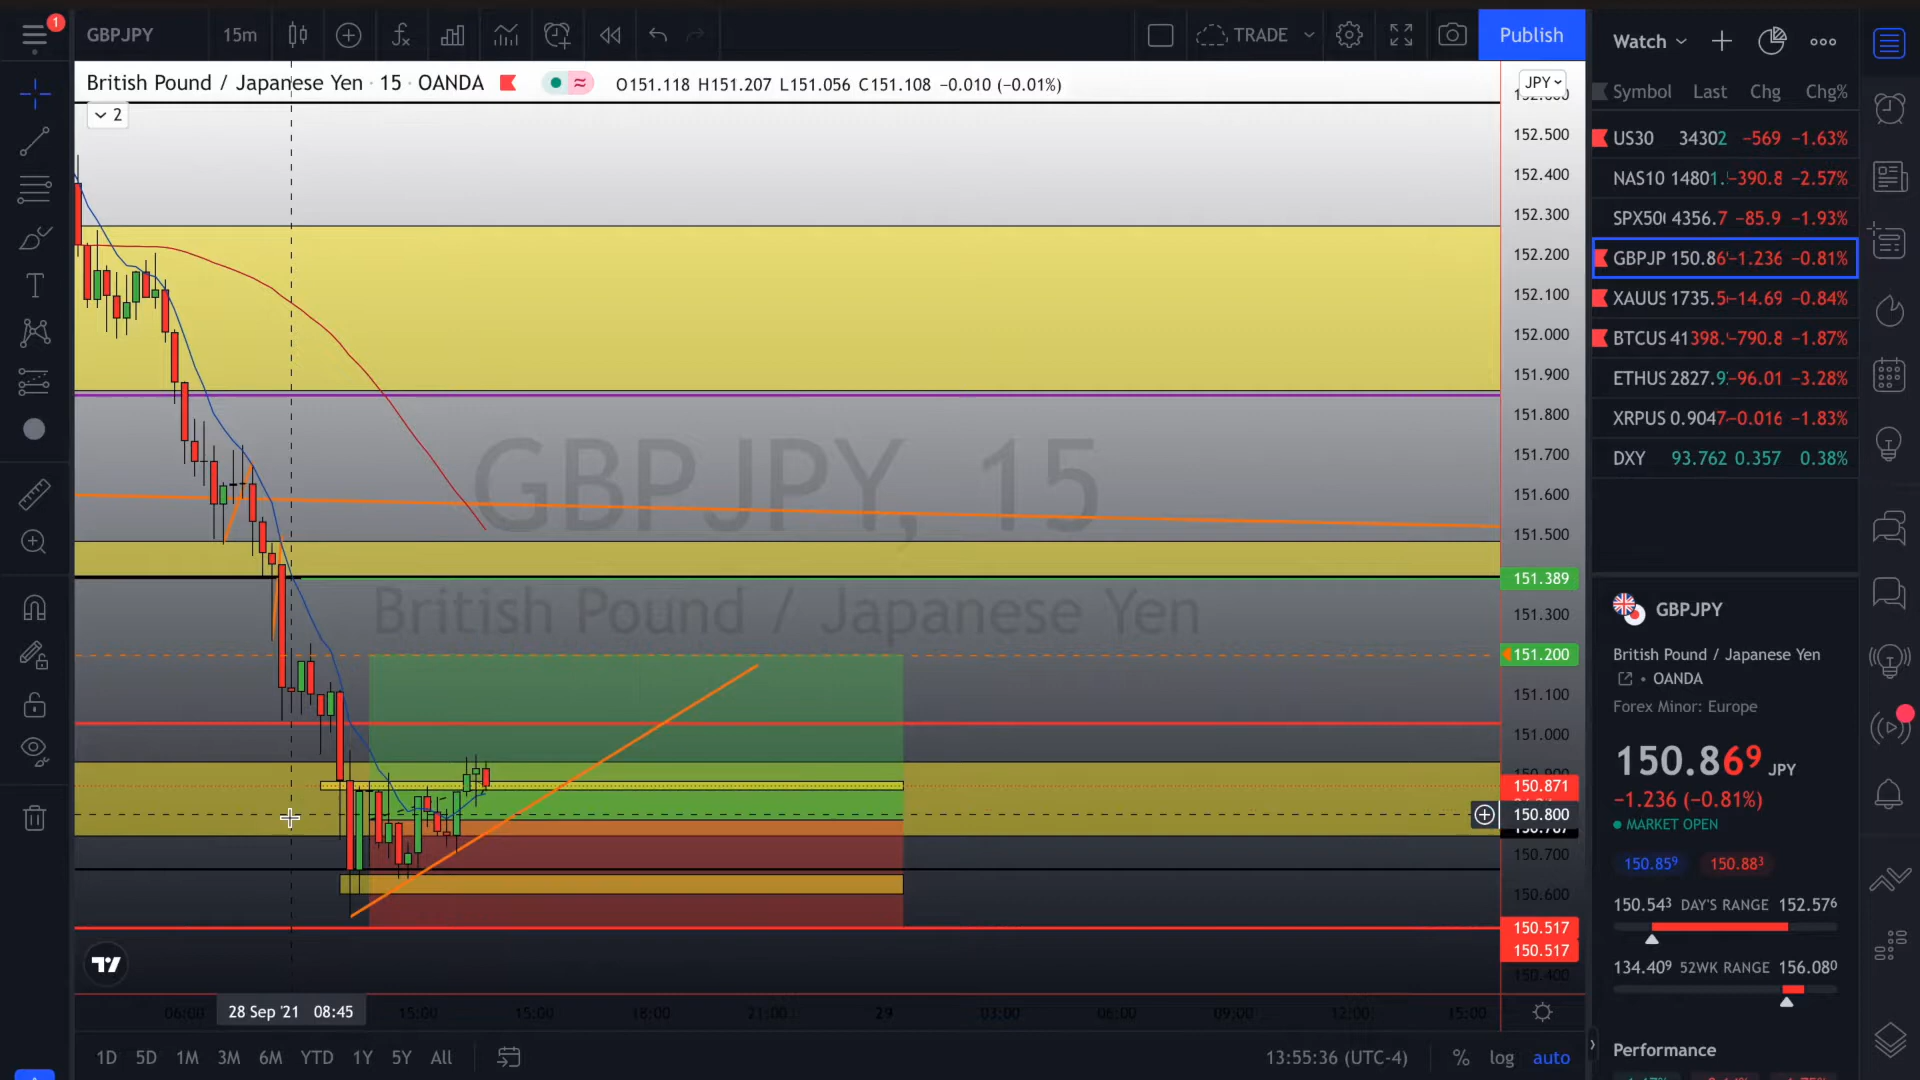 1
GBPJPY
15m
TRADE
Publish
Watch
British Pound / Japanese Yen · 15 · OANDA
O151.118 H151.207 L151.056 C151.108 −0.010 (−0.01%)
JPY
2
Symbol Last Chg Chg%
US30 34302 −569 −1.63%
NAS10 14801. −390.8 −2.57%
SPX50 4356.7 −85.9 −1.93%
GBPJP 150.86 −1.236 −0.81%
XAUUS 1735.5 −14.69 −0.84%
BTCUS 41398. −790.8 −1.87%
ETHUS 2827.9 −96.01 −3.28%
XRPUS 0.9047 −0.016 −1.83%
DXY 93.762 0.357 0.38%
152.500
152.400
152.300
152.200
152.100
152.000
151.900
151.800
151.700
151.600
151.500
151.389
151.300
151.200
151.100
151.000
150.871
150.800
150.700
150.600
150.517
150.517
150.400
GBPJPY, 15
British Pound / Japanese Yen
GBPJPY
British Pound / Japanese Yen
• OANDA
Forex Minor: Europe
150.869 JPY
−1.236 (−0.81%)
MARKET OPEN
150.859 150.883
150.543 DAY'S RANGE 152.576
134.409 52WK RANGE 156.080
Performance
06:00 28 Sep '21 08:45 15:00 15:00 18:00 21:00 29 03:00 06:00 09:00 12:00 15:00
1D 5D 1M 3M 6M YTD 1Y 5Y All
13:55:36 (UTC-4) % log auto